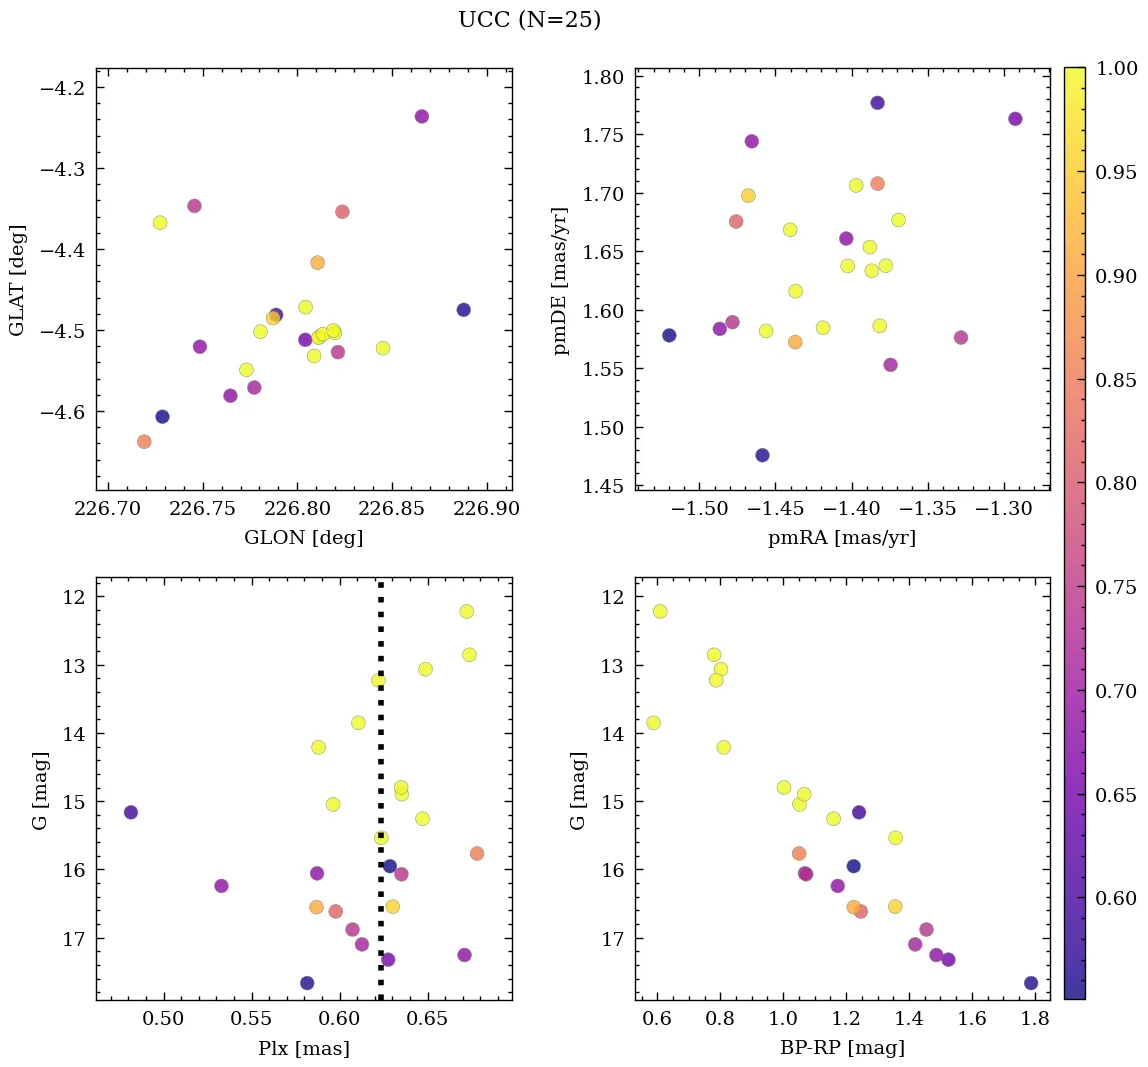 UCC (N=25)
−4.2
−4.3
−4.4
−4.5
−4.6
GLAT [deg]
226.70 226.75 226.80 226.85 226.90
GLON [deg]
1.80
1.75
1.70
1.65
1.60
1.55
1.50
1.45
pmDE [mas/yr]
−1.50 −1.45 −1.40 −1.35 −1.30
pmRA [mas/yr]
12
13
14
15
16
17
G [mag]
0.50 0.55 0.60 0.65
Plx [mas]
12
13
14
15
16
17
G [mag]
0.6 0.8 1.0 1.2 1.4 1.6 1.8
BP-RP [mag]
1.00
0.95
0.90
0.85
0.80
0.75
0.70
0.65
0.60